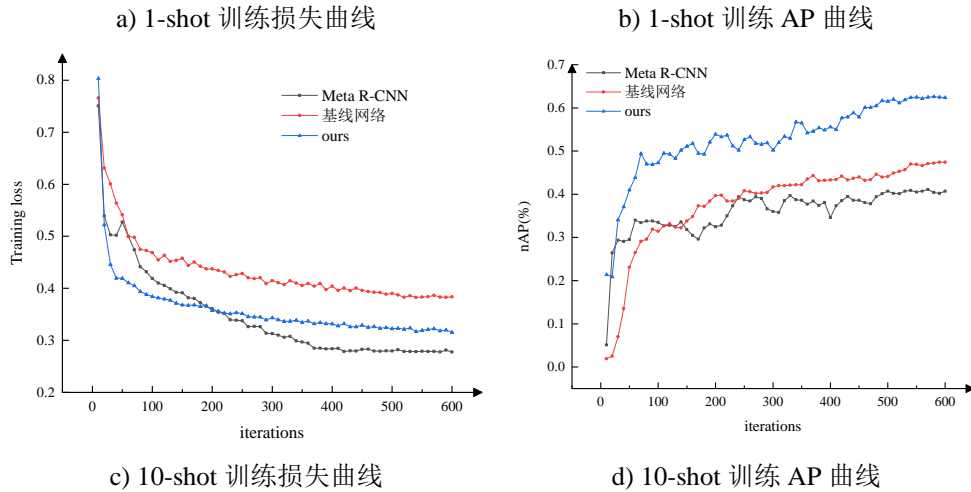 a) 1-shot 训练损失曲线
b) 1-shot 训练 AP 曲线
0.8
0.7
0.6
0.5
0.4
0.3
0.2
Training loss
Meta R-CNN
基线网络
ours
0
100
200
300
400
500
600
iterations
0.7
0.6
0.5
0.4
0.3
0.2
0.1
0.0
nAP(%)
Meta R-CNN
基线网络
ours
0
100
200
300
400
500
600
iterations
c) 10-shot 训练损失曲线
d) 10-shot 训练 AP 曲线